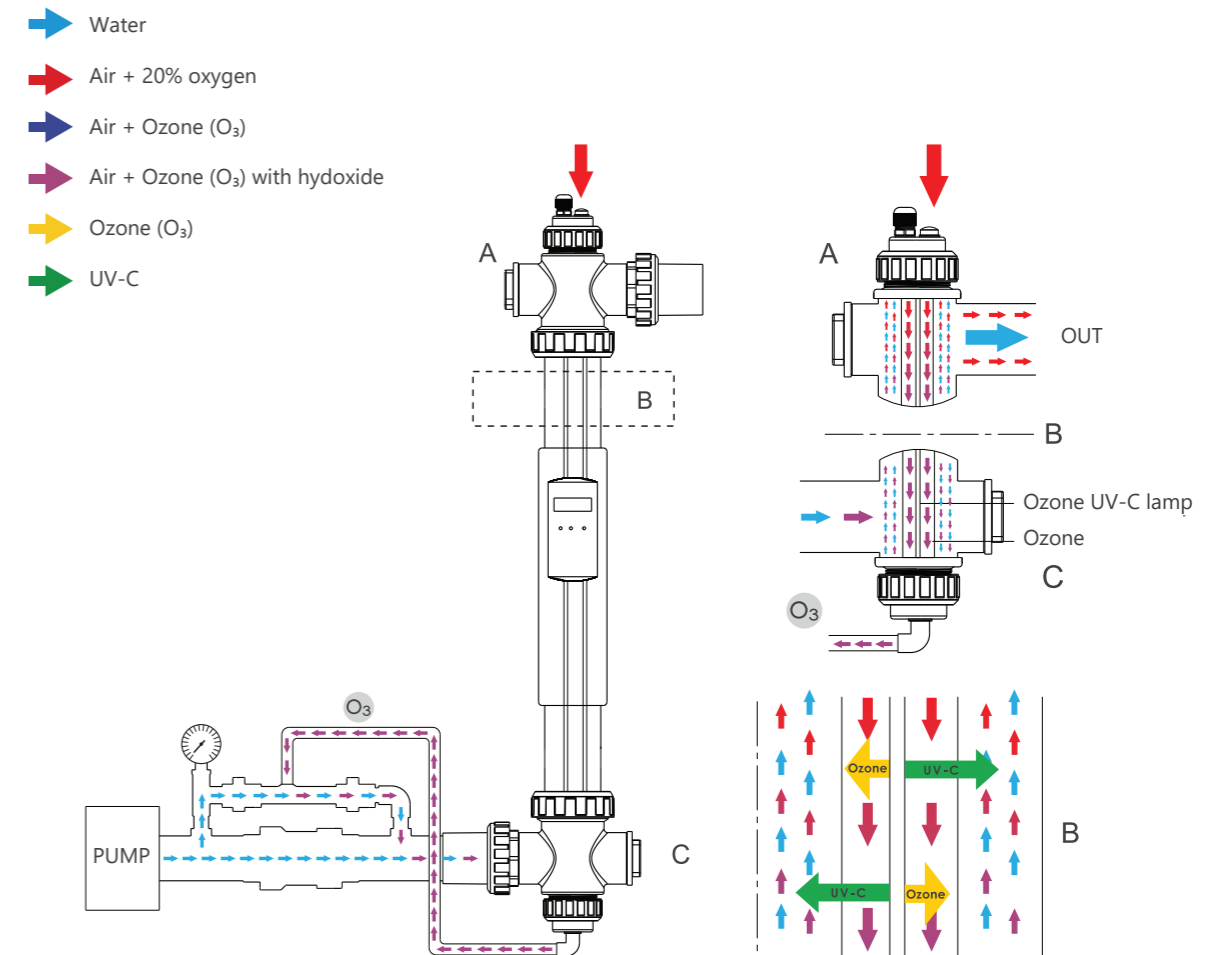 Water
Air + 20% oxygen
Air + Ozone (O₃)
Air + Ozone (O₃) with hydoxide
Ozone (O₃)
UV-C
A
B
O₃
PUMP
C
A
OUT
B
Ozone UV-C lamp
Ozone
C
O₃
Ozone
UV-C
B
UV-C
Ozone